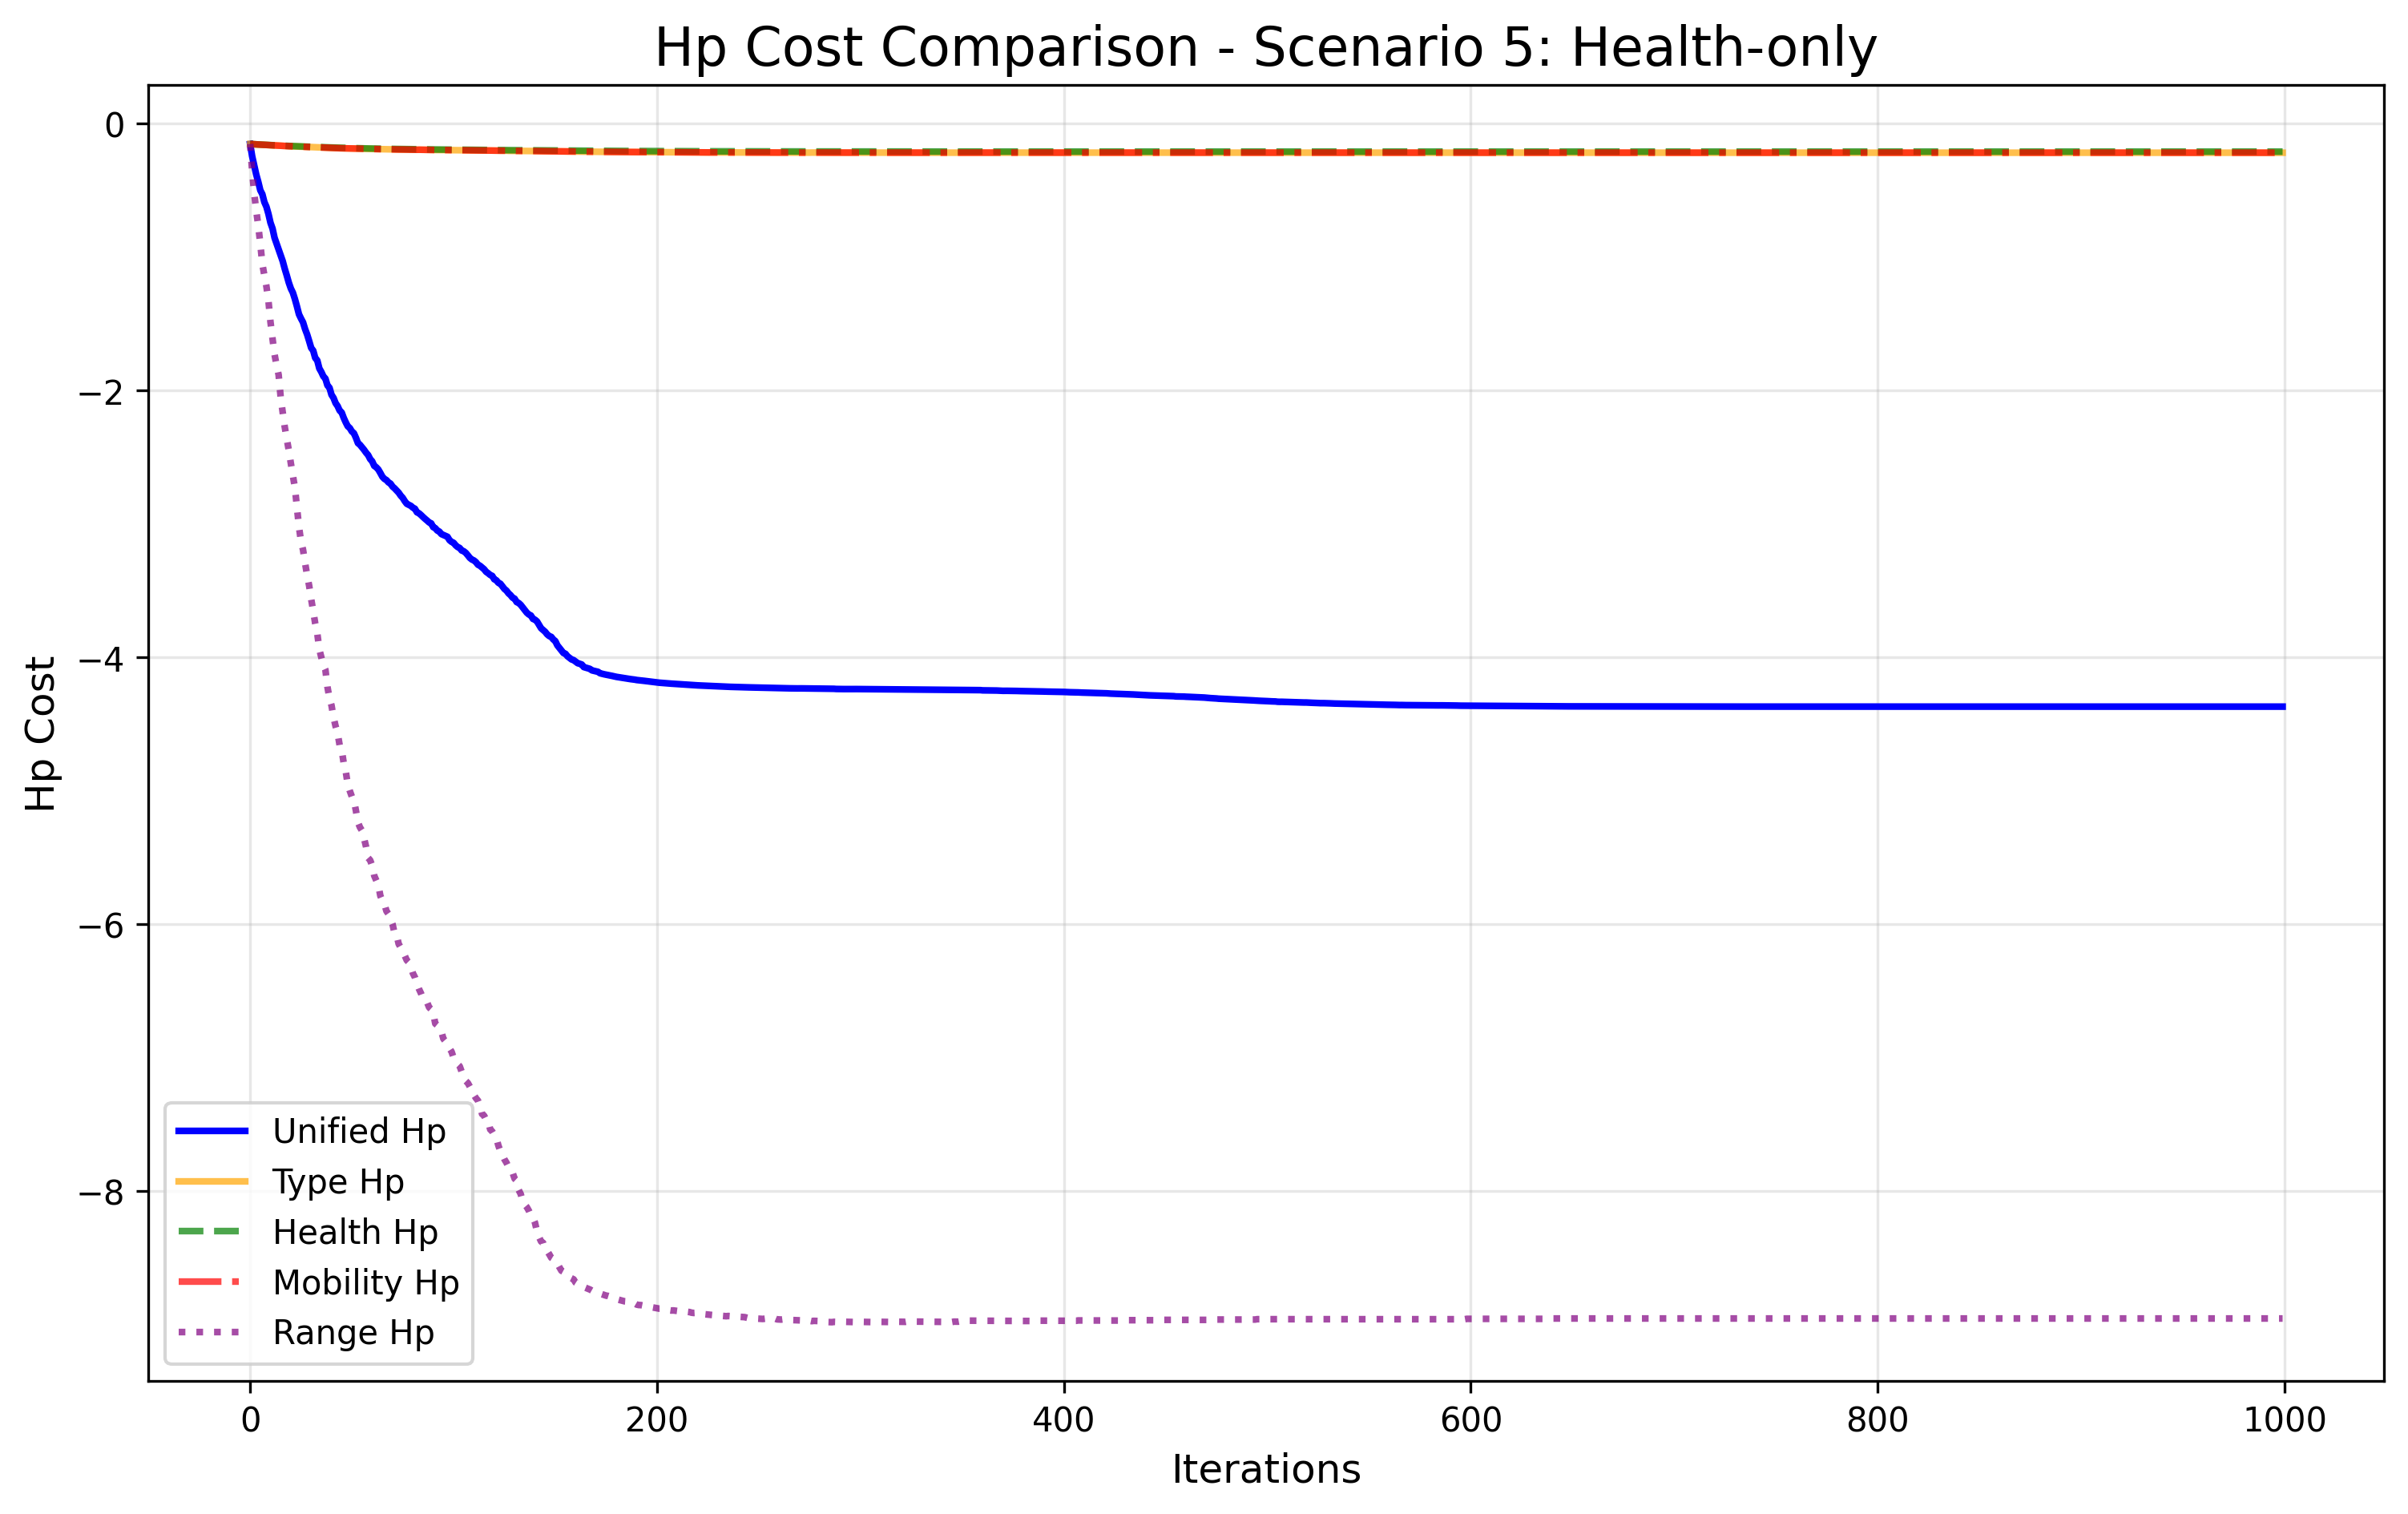 Hp Cost Comparison - Scenario 5: Health-only
Hp Cost
0
−2
−4
−6
−8
Unified Hp
Type Hp
Health Hp
Mobility Hp
Range Hp
0 200 400 600 800 1000
Iterations